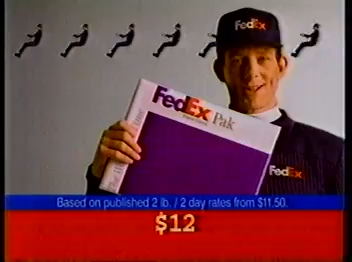 FedEx
FedEx Pak
FedEx
Based on published 2 lb. / 2 day rates from $11.50.
$12